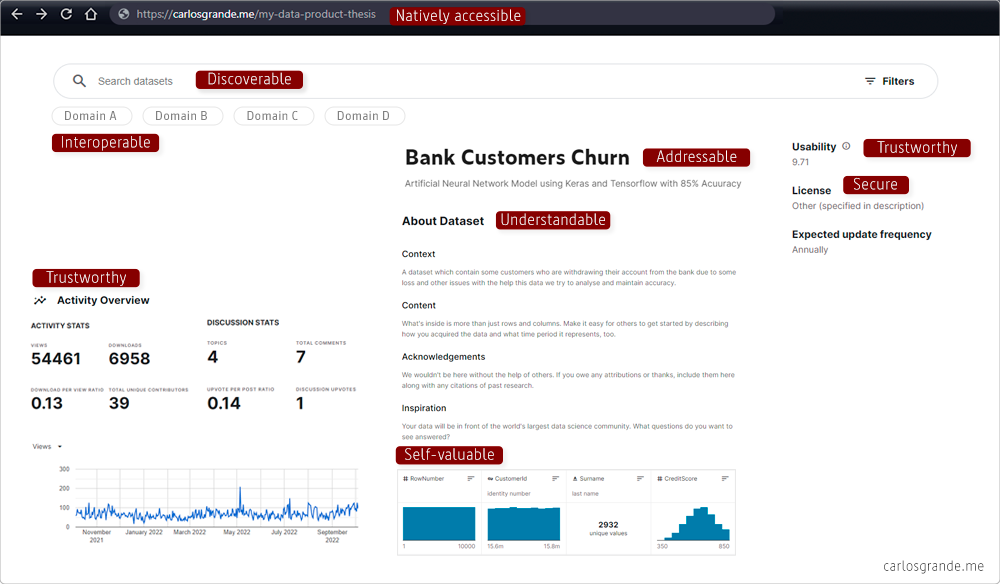 https://carlosgrande.me/my-data-product-thesis
Natively accessible
Search datasets
Discoverable
Filters
Domain A
Domain B
Domain C
Domain D
Interoperable
Bank Customers Churn
Addressable
Artificial Neural Network Model using Keras and Tensorflow with 85% Acuuracy
Usability
Trustworthy
9.71
License
Secure
Other (specified in description)
Expected update frequency
Annually
About Dataset
Understandable
Context
A dataset which contain some customers who are withdrawing their account from the bank due to some
loss and other issues with the help this data we try to analyse and maintain accuracy.
Content
What's inside is more than just rows and columns. Make it easy for others to get started by describing
how you acquired the data and what time period it represents, too.
Acknowledgements
We wouldn't be here without the help of others. If you owe any attributions or thanks, include them here
along with any citations of past research.
Inspiration
Your data will be in front of the world's largest data science community. What questions do you want to
see answered?
Trustworthy
Activity Overview
ACTIVITY STATS
DISCUSSION STATS
VIEWS
DOWNLOADS
TOPICS
TOTAL COMMENTS
54461
6958
4
7
DOWNLOAD PER VIEW RATIO
TOTAL UNIQUE CONTRIBUTORS
UPVOTE PER POST RATIO
DISCUSSION UPVOTES
0.13
39
0.14
1
Views
300
200
100
0
November
2021
January 2022
March 2022
May 2022
July 2022
September
2022
Self-valuable
# RowNumber
CustomerId
Surname
# CreditScore
identity number
last name
2932
unique values
1
10000
15.6m
15.8m
350
850
carlosgrande.me